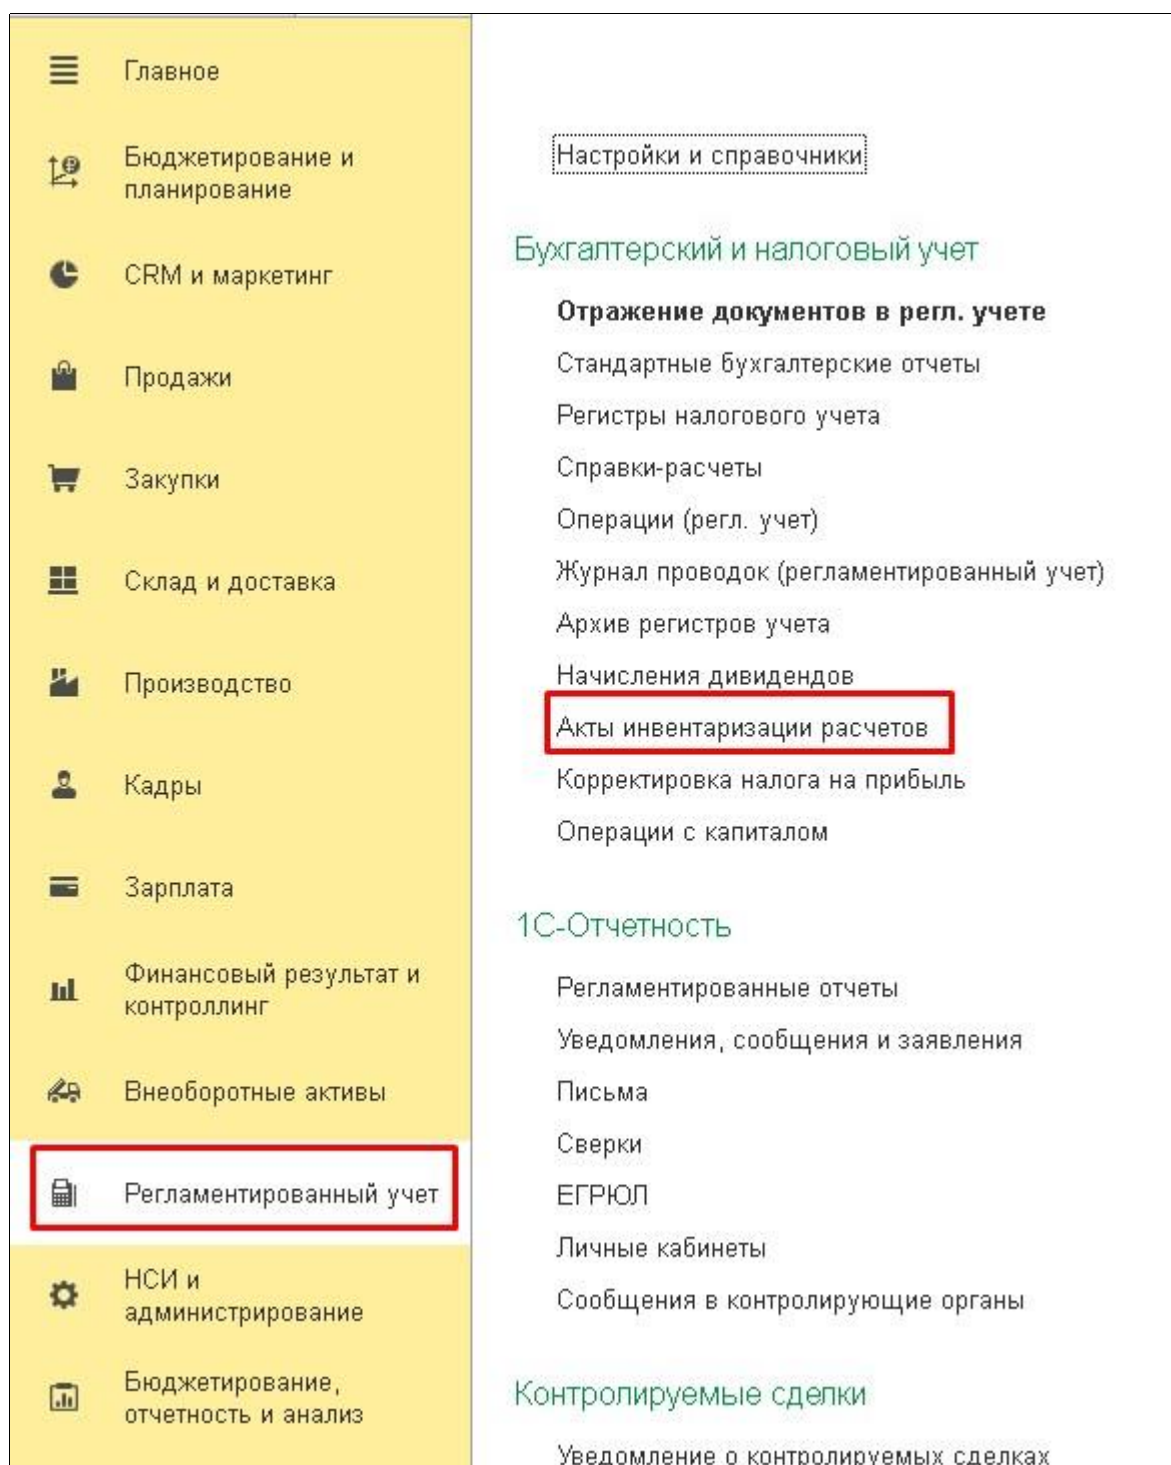 Главное
Бюджетирование и
планирование
CRM и маркетинг
Продажи
Закупки
Склад и доставка
Производство
Кадры
Зарплата
Финансовый результат и
контроллинг
Внеоборотные активы
Регламентированный учет
НСИ и
администрирование
Бюджетирование,
отчетность и анализ
Настройки и справочники
Бухгалтерский и налоговый учет
Отражение документов в регл. учете
Стандартные бухгалтерские отчеты
Регистры налогового учета
Справки-расчеты
Операции (регл. учет)
Журнал проводок (регламентированный учет)
Архив регистров учета
Начисления дивидендов
Акты инвентаризации расчетов
Корректировка налога на прибыль
Операции с капиталом
1С-Отчетность
Регламентированные отчеты
Уведомления, сообщения и заявления
Письма
Сверки
ЕГРЮЛ
Личные кабинеты
Сообщения в контролирующие органы
Контролируемые сделки
Уведомление о контролируемых сделках